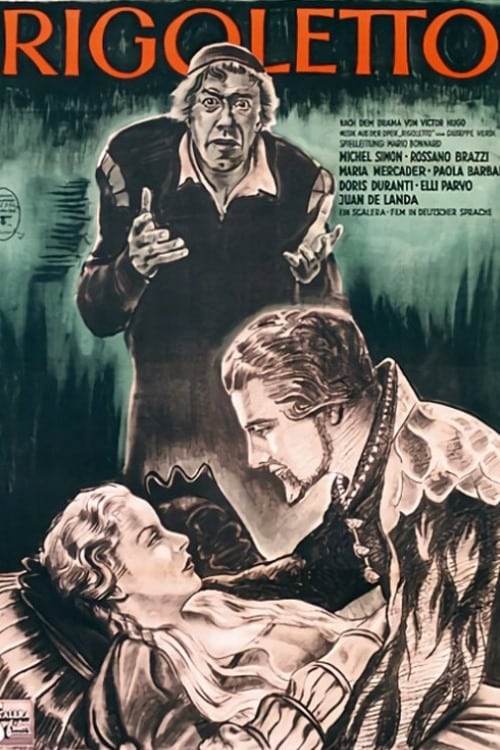 RIGOLETTO
NACH DEM DRAMA VON VICTOR HUGO
MUSIK AUS DER OPER „RIGOLETTO" VON GIUSEPPE VERDI
SPIELLEITUNG: MARIO BONNARD
MICHEL SIMON · ROSSANO BRAZZI
MARIA MERCADER · PAOLA BARBA
DORIS DURANTI · ELLI PARVO
JUAN DE LANDA
EIN SCALERA-FILM IN DEUTSCHER SPRACHE